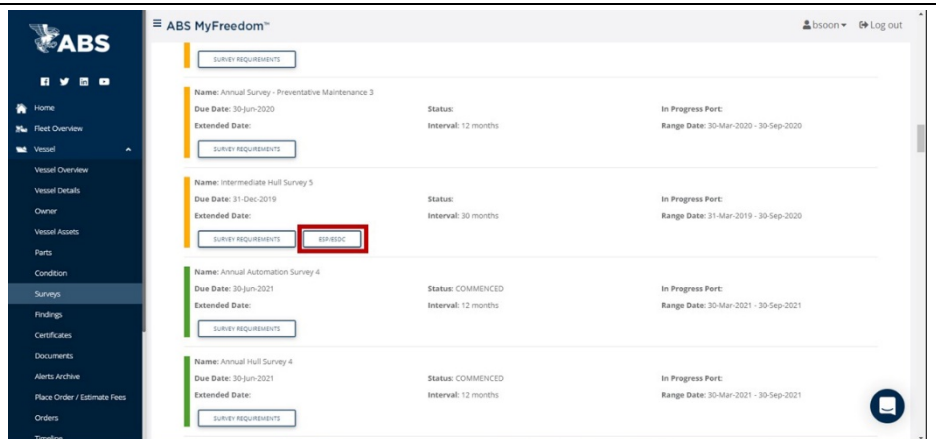 ABS
Home
Fleet Overview
Vessel
Vessel Overview
Vessel Details
Owner
Vessel Assets
Parts
Condition
Surveys
Findings
Certificates
Documents
Alerts Archive
Place Order / Estimate Fees
Orders
Timeline
ABS MyFreedom™
bsoon
Log out
SURVEY REQUIREMENTS
Name: Annual Survey - Preventative Maintenance 3
Due Date: 30-Jun-2020 Status: In Progress Port:
Extended Date: Interval: 12 months Range Date: 30-Mar-2020 - 30-Sep-2020
SURVEY REQUIREMENTS
Name: Intermediate Hull Survey 5
Due Date: 31-Dec-2019 Status: In Progress Port:
Extended Date: Interval: 30 months Range Date: 31-Mar-2019 - 30-Sep-2020
SURVEY REQUIREMENTS ESP/ESDC
Name: Annual Automation Survey 4
Due Date: 30-Jun-2021 Status: COMMENCED In Progress Port:
Extended Date: Interval: 12 months Range Date: 30-Mar-2021 - 30-Sep-2021
SURVEY REQUIREMENTS
Name: Annual Hull Survey 4
Due Date: 30-Jun-2021 Status: COMMENCED In Progress Port:
Extended Date: Interval: 12 months Range Date: 30-Mar-2021 - 30-Sep-2021
SURVEY REQUIREMENTS